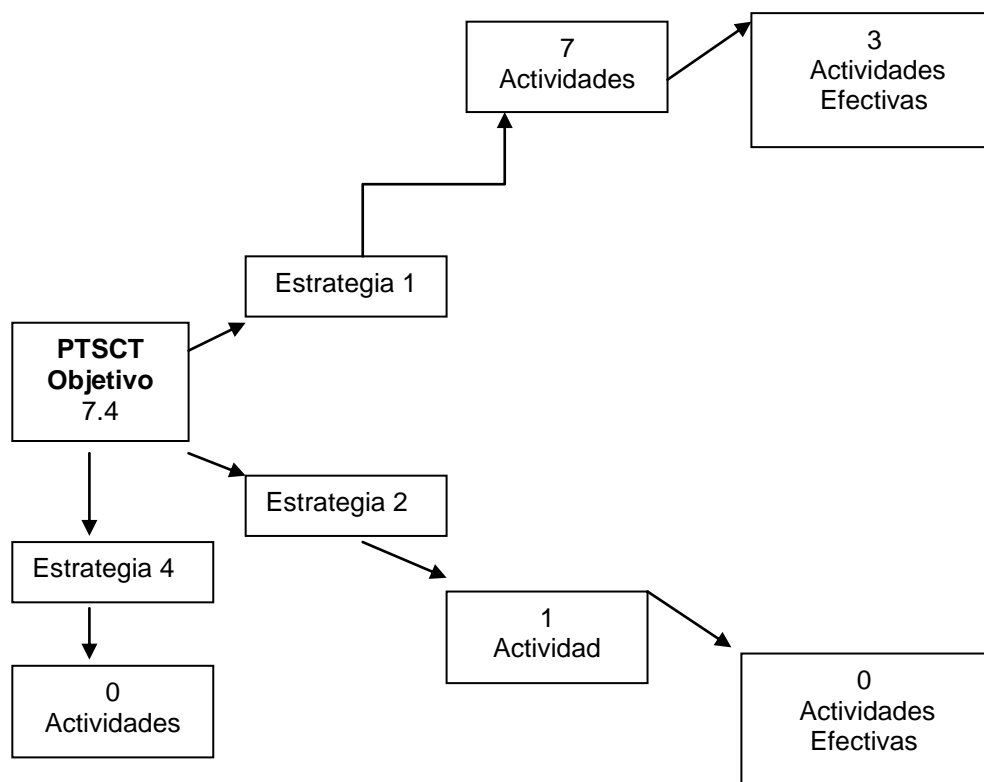 7
Actividades
3
Actividades
Efectivas
Estrategia 1
PTSCT
Objetivo
7.4
Estrategia 2
Estrategia 4
1
Actividad
0
Actividades
0
Actividades
Efectivas